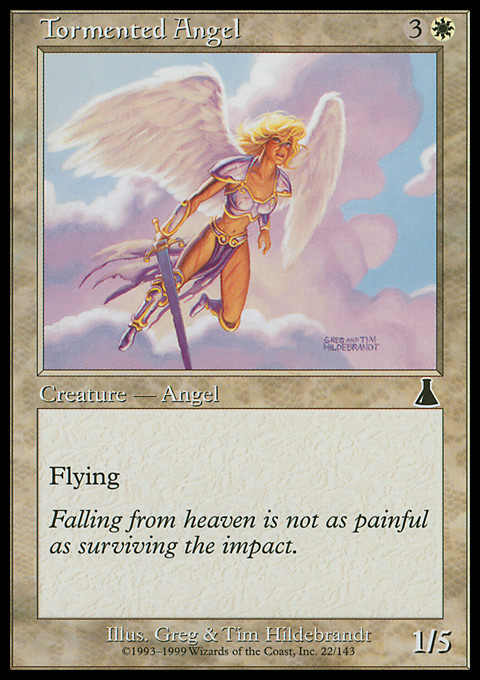 Tormented Angel 3
GREG AND TIM
HILDEBRANDT
Creature — Angel
Flying
Falling from heaven is not as painful
as surviving the impact.
Illus. Greg & Tim Hildebrandt
©1993–1999 Wizards of the Coast, Inc. 22/143
1/5